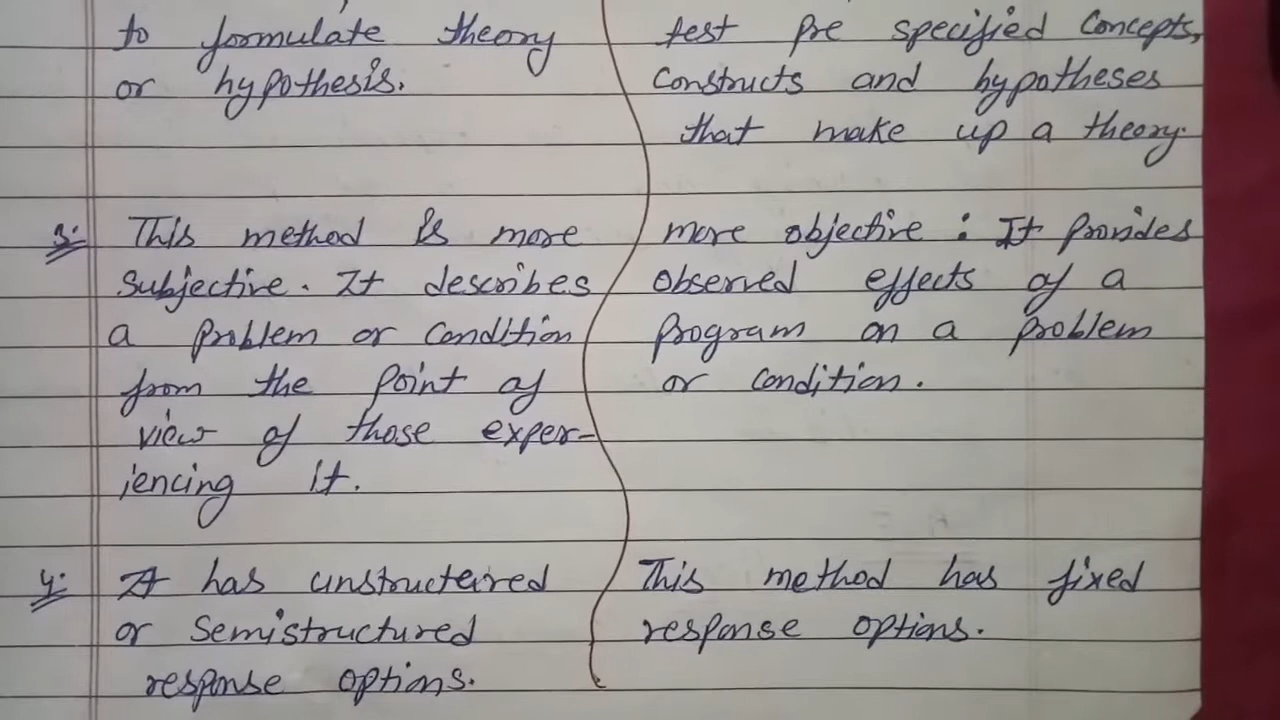 to formulate theory
or hypothesis.
test pre specified concepts,
constructs and hypotheses
that make up a theory.
3. This method is more
subjective. It describes
a problem or condition
from the point of
view of those exper-
iencing it.
more objective : It provides
observed effects of a
program on a problem
or condition.
4. It has unstructeired
or semistructured
response options.
This method has fixed
response options.